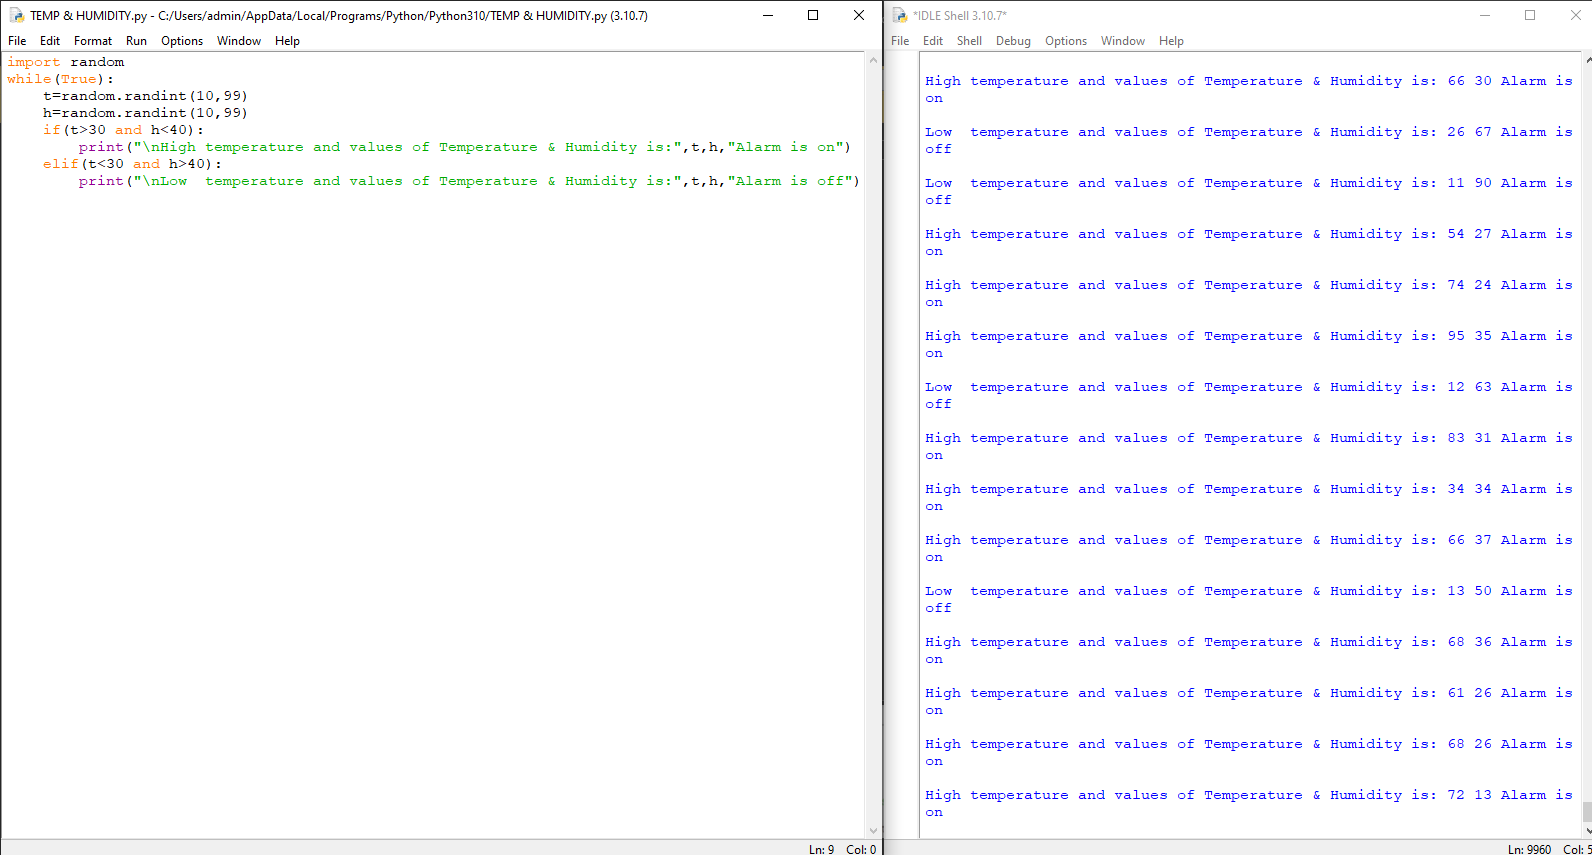 TEMP & HUMIDITY.py - C:/Users/admin/AppData/Local/Programs/Python/Python310/TEMP & HUMIDITY.py (3.10.7)
File Edit Format Run Options Window Help
import random
while(True):
    t=random.randint(10,99)
    h=random.randint(10,99)
    if(t>30 and h<40):
        print("\nHigh temperature and values of Temperature & Humidity is:",t,h,"Alarm is on")
    elif(t<30 and h>40):
        print("\nLow  temperature and values of Temperature & Humidity is:",t,h,"Alarm is off")
Ln: 9 Col: 0
*IDLE Shell 3.10.7*
File Edit Shell Debug Options Window Help
High temperature and values of Temperature & Humidity is: 66 30 Alarm is
on
Low  temperature and values of Temperature & Humidity is: 26 67 Alarm is
off
Low  temperature and values of Temperature & Humidity is: 11 90 Alarm is
off
High temperature and values of Temperature & Humidity is: 54 27 Alarm is
on
High temperature and values of Temperature & Humidity is: 74 24 Alarm is
on
High temperature and values of Temperature & Humidity is: 95 35 Alarm is
on
Low  temperature and values of Temperature & Humidity is: 12 63 Alarm is
off
High temperature and values of Temperature & Humidity is: 83 31 Alarm is
on
High temperature and values of Temperature & Humidity is: 34 34 Alarm is
on
High temperature and values of Temperature & Humidity is: 66 37 Alarm is
on
Low  temperature and values of Temperature & Humidity is: 13 50 Alarm is
off
High temperature and values of Temperature & Humidity is: 68 36 Alarm is
on
High temperature and values of Temperature & Humidity is: 61 26 Alarm is
on
High temperature and values of Temperature & Humidity is: 68 26 Alarm is
on
High temperature and values of Temperature & Humidity is: 72 13 Alarm is
on
Ln: 9960 Col: 5